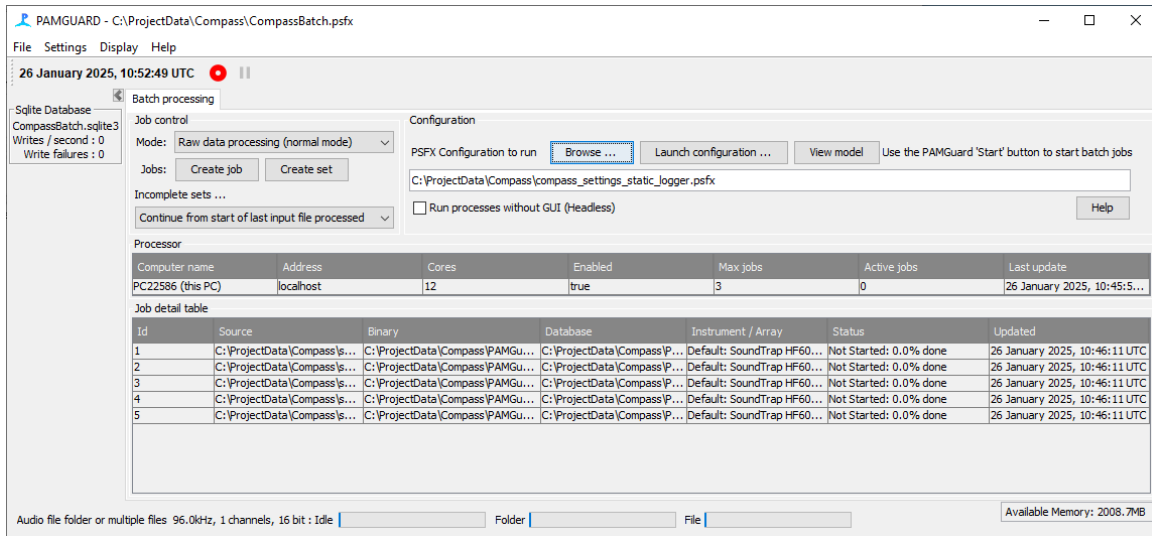 PAMGUARD - C:\ProjectData\Compass\CompassBatch.psfx
File Settings Display Help
26 January 2025, 10:52:49 UTC
Sqlite Database
CompassBatch.sqlite3
Writes / second : 0
Write failures : 0
Batch processing
Job control
Mode: Raw data processing (normal mode)
Jobs: Create job Create set
Incomplete sets ...
Continue from start of last input file processed
Configuration
PSFX Configuration to run Browse ... Launch configuration ... View model Use the PAMGuard 'Start' button to start batch jobs
C:\ProjectData\Compass\compass_settings_static_logger.psfx
Run processes without GUI (Headless) Help
Processor
Computer name Address Cores Enabled Max jobs Active jobs Last update
PC22586 (this PC) localhost 12 true 3 0 26 January 2025, 10:45:5...
Job detail table
Id Source Binary Database Instrument / Array Status Updated
1 C:\ProjectData\Compass\s... C:\ProjectData\Compass\PAMGu... C:\ProjectData\Compass\P... Default: SoundTrap HF60... Not Started: 0.0% done 26 January 2025, 10:46:11 UTC
2 C:\ProjectData\Compass\s... C:\ProjectData\Compass\PAMGu... C:\ProjectData\Compass\P... Default: SoundTrap HF60... Not Started: 0.0% done 26 January 2025, 10:46:11 UTC
3 C:\ProjectData\Compass\s... C:\ProjectData\Compass\PAMGu... C:\ProjectData\Compass\P... Default: SoundTrap HF60... Not Started: 0.0% done 26 January 2025, 10:46:11 UTC
4 C:\ProjectData\Compass\s... C:\ProjectData\Compass\PAMGu... C:\ProjectData\Compass\P... Default: SoundTrap HF60... Not Started: 0.0% done 26 January 2025, 10:46:11 UTC
5 C:\ProjectData\Compass\s... C:\ProjectData\Compass\PAMGu... C:\ProjectData\Compass\P... Default: SoundTrap HF60... Not Started: 0.0% done 26 January 2025, 10:46:11 UTC
Audio file folder or multiple files 96.0kHz, 1 channels, 16 bit : Idle Folder File Available Memory: 2008.7MB